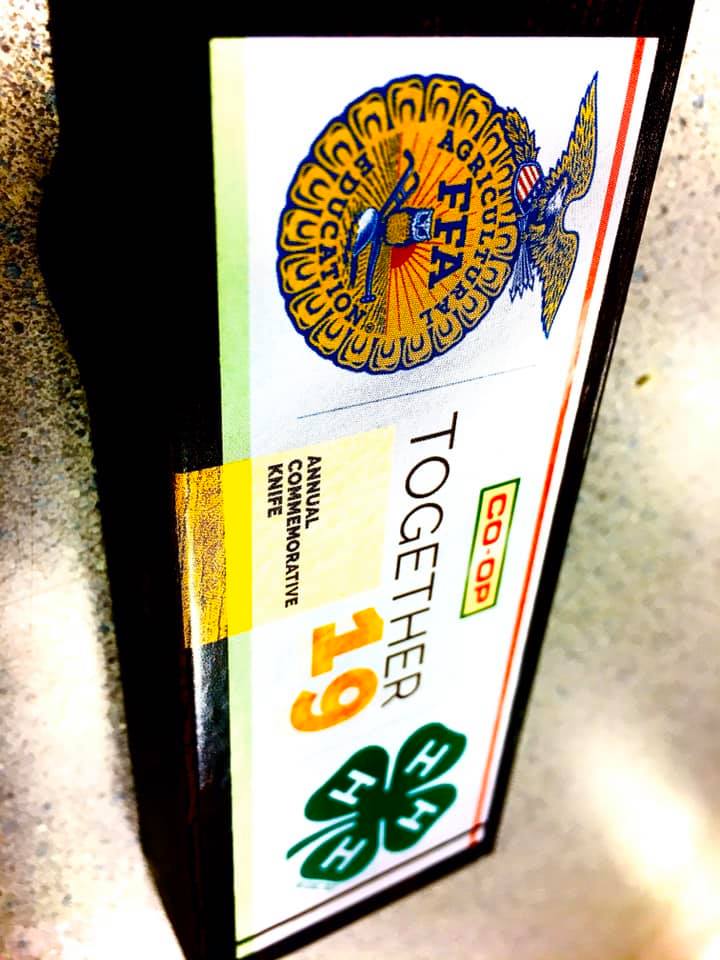 AGRICULTURAL
FFA
EDUCATION®
CO·OP
TOGETHER
19
ANNUAL
COMMEMORATIVE
KNIFE
H H
H H